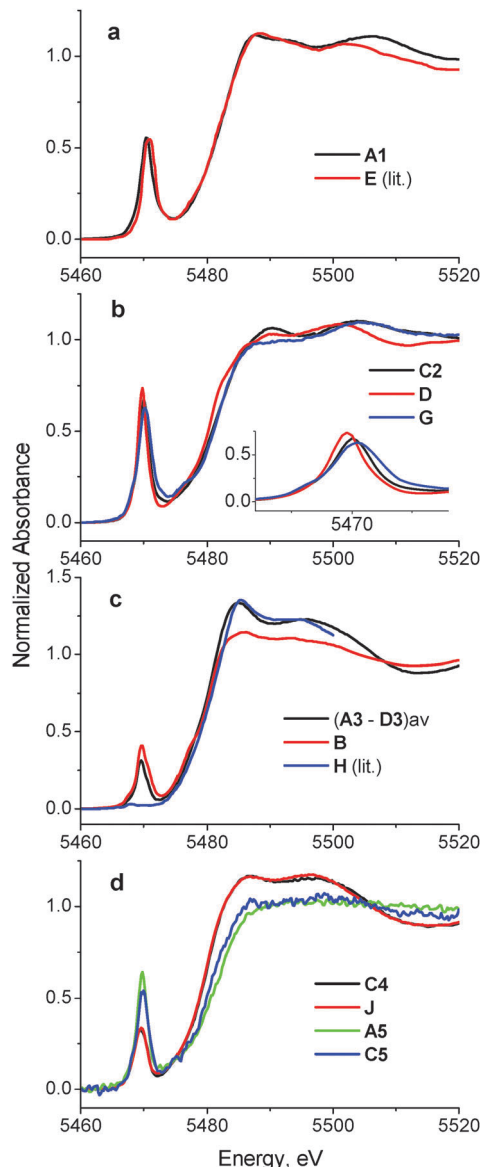 a
1.0
0.5
0.0
A1
E (lit.)
5460 5480 5500 5520
b
1.0
0.5
0.0
C2
D
G
0.5
0.0
5470
5460 5480 5500 5520
Normalized Absorbance
c
1.5
1.0
0.5
0.0
(A3 - D3)av
B
H (lit.)
5460 5480 5500 5520
d
1.0
0.5
0.0
C4
J
A5
C5
5460 5480 5500 5520
Energy, eV